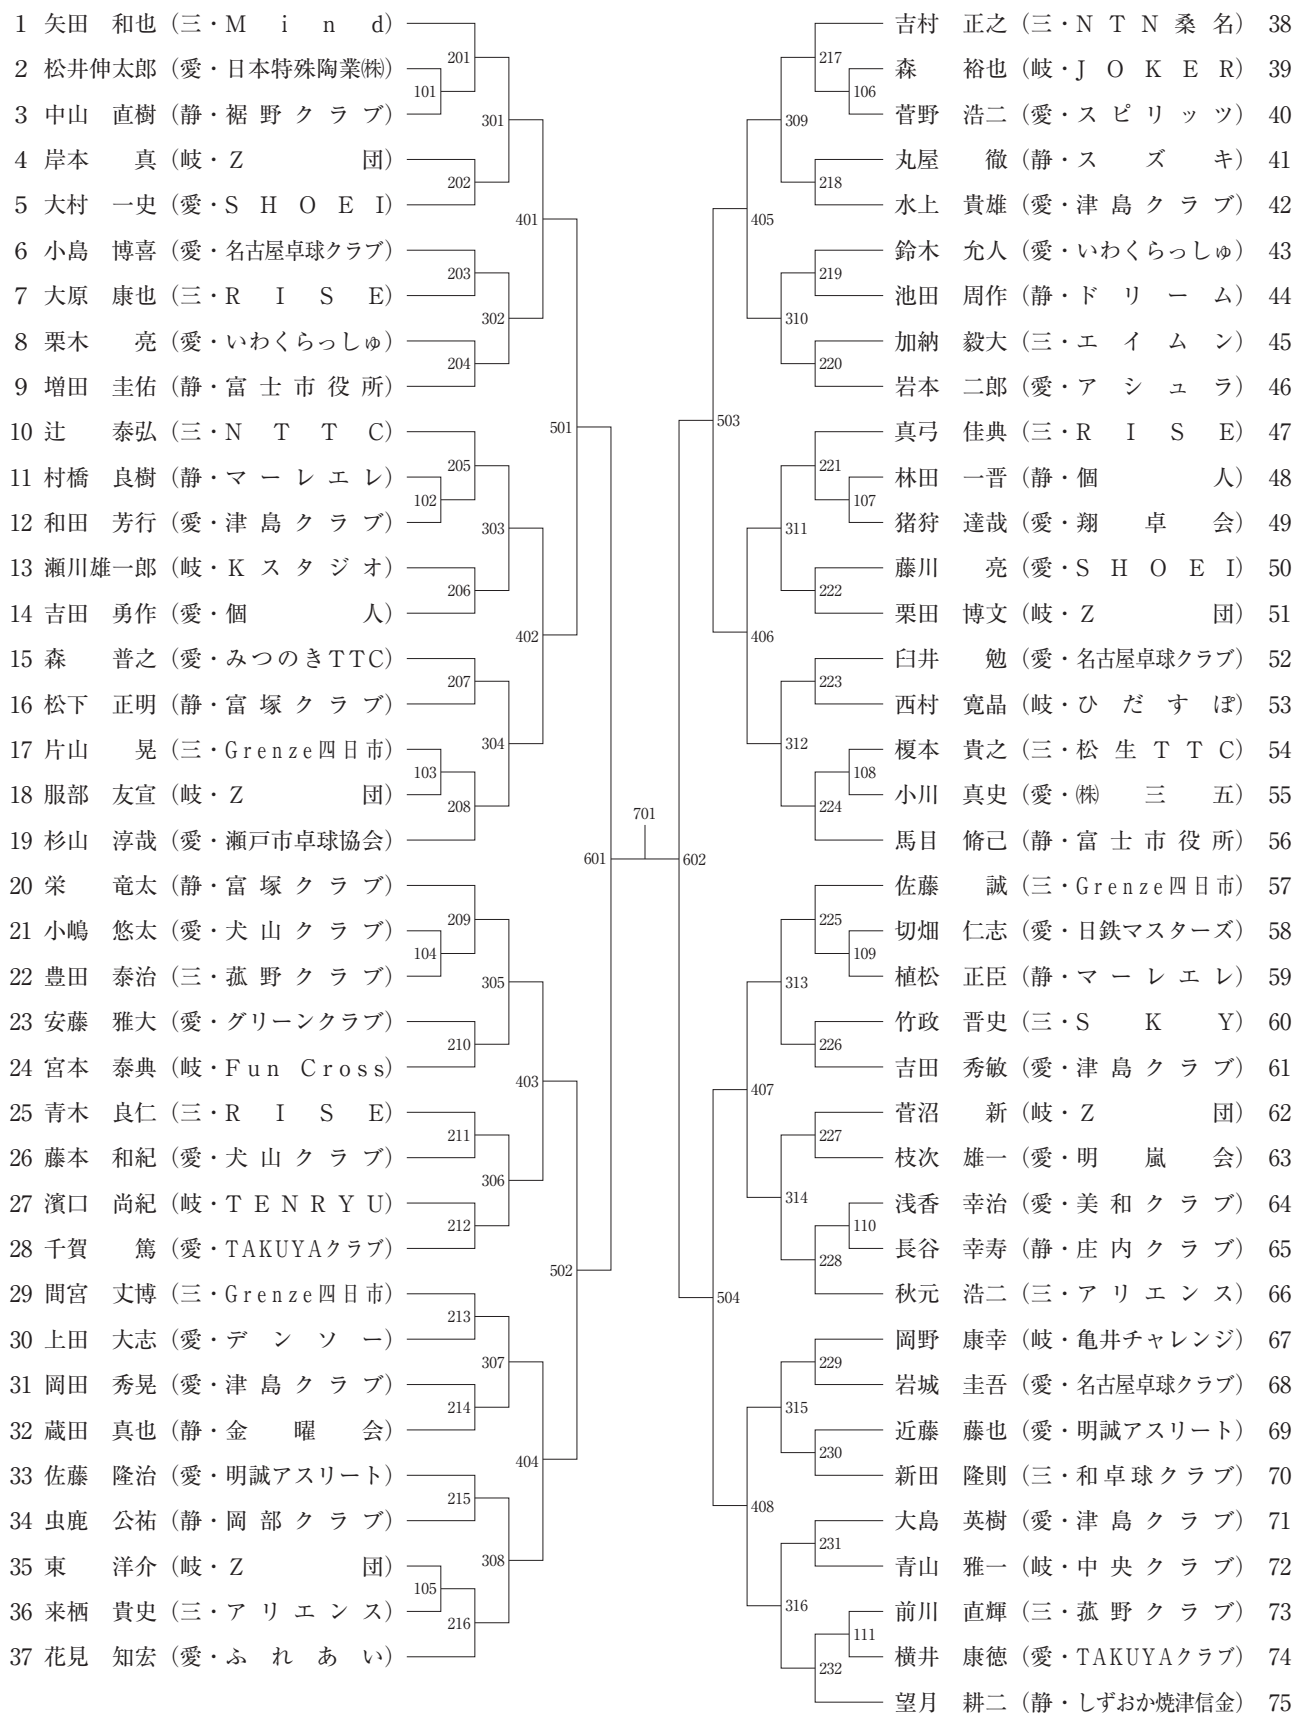 1 矢田 和也 (三・Mind)
2 松井伸太郎 (愛・日本特殊陶業㈱)
3 中山 直樹 (静・裾野クラブ)
4 岸本 真 (岐・Z団)
5 大村 一史 (愛・SHOEI)
6 小島 博喜 (愛・名古屋卓球クラブ)
7 大原 康也 (三・RISE)
8 栗木 亮 (愛・いわくらっしゅ)
9 増田 圭佑 (静・富士市役所)
10 辻 泰弘 (三・NTTC)
11 村橋 良樹 (静・マーレエレ)
12 和田 芳行 (愛・津島クラブ)
13 瀬川雄一郎 (岐・Kスタジオ)
14 吉田 勇作 (愛・個人)
15 森 普之 (愛・みつのきTTC)
16 松下 正明 (静・富塚クラブ)
17 片山 晃 (三・Grenze四日市)
18 服部 友宣 (岐・Z団)
19 杉山 淳哉 (愛・瀬戸市卓球協会)
20 栄 竜太 (静・富塚クラブ)
21 小嶋 悠太 (愛・犬山クラブ)
22 豊田 泰治 (三・菰野クラブ)
23 安藤 雅大 (愛・グリーンクラブ)
24 宮本 泰典 (岐・Fun Cross)
25 青木 良仁 (三・RISE)
26 藤本 和紀 (愛・犬山クラブ)
27 濱口 尚紀 (岐・TENRYU)
28 千賀 篤 (愛・TAKUYAクラブ)
29 間宮 丈博 (三・Grenze四日市)
30 上田 大志 (愛・デンソー)
31 岡田 秀晃 (愛・津島クラブ)
32 蔵田 真也 (静・金曜会)
33 佐藤 隆治 (愛・明誠アスリート)
34 虫鹿 公祐 (静・岡部クラブ)
35 東 洋介 (岐・Z団)
36 来栖 貴史 (三・アリエンス)
37 花見 知宏 (愛・ふれあい)
101
102
103
104
105
201
202
203
204
205
206
207
208
209
210
211
212
213
214
215
216
301
302
303
304
305
306
307
308
401
402
403
404
501
502
601
701
602
503
504
405
406
407
408
309
310
311
312
313
314
315
316
217
218
219
220
221
222
223
224
225
226
227
228
229
230
231
232
106
107
108
109
110
111
吉村 正之 (三・NTN桑名) 38
森 裕也 (岐・JOKER) 39
菅野 浩二 (愛・スピリッツ) 40
丸屋 徹 (静・スズキ) 41
水上 貴雄 (愛・津島クラブ) 42
鈴木 允人 (愛・いわくらっしゅ) 43
池田 周作 (静・ドリーム) 44
加納 毅大 (三・エイムン) 45
岩本 二郎 (愛・アシュラ) 46
真弓 佳典 (三・RISE) 47
林田 一晋 (静・個人) 48
猪狩 達哉 (愛・翔卓会) 49
藤川 亮 (愛・SHOEI) 50
栗田 博文 (岐・Z団) 51
臼井 勉 (愛・名古屋卓球クラブ) 52
西村 寛晶 (岐・ひだすぽ) 53
榎本 貴之 (三・松生TTC) 54
小川 真史 (愛・㈱三五) 55
馬目 脩己 (静・富士市役所) 56
佐藤 誠 (三・Grenze四日市) 57
切畑 仁志 (愛・日鉄マスターズ) 58
植松 正臣 (静・マーレエレ) 59
竹政 晋史 (三・SKY) 60
吉田 秀敏 (愛・津島クラブ) 61
菅沼 新 (岐・Z団) 62
枝次 雄一 (愛・明嵐会) 63
浅香 幸治 (愛・美和クラブ) 64
長谷 幸寿 (静・庄内クラブ) 65
秋元 浩二 (三・アリエンス) 66
岡野 康幸 (岐・亀井チャレンジ) 67
岩城 圭吾 (愛・名古屋卓球クラブ) 68
近藤 藤也 (愛・明誠アスリート) 69
新田 隆則 (三・和卓球クラブ) 70
大島 英樹 (愛・津島クラブ) 71
青山 雅一 (岐・中央クラブ) 72
前川 直輝 (三・菰野クラブ) 73
横井 康徳 (愛・TAKUYAクラブ) 74
望月 耕二 (静・しずおか焼津信金) 75